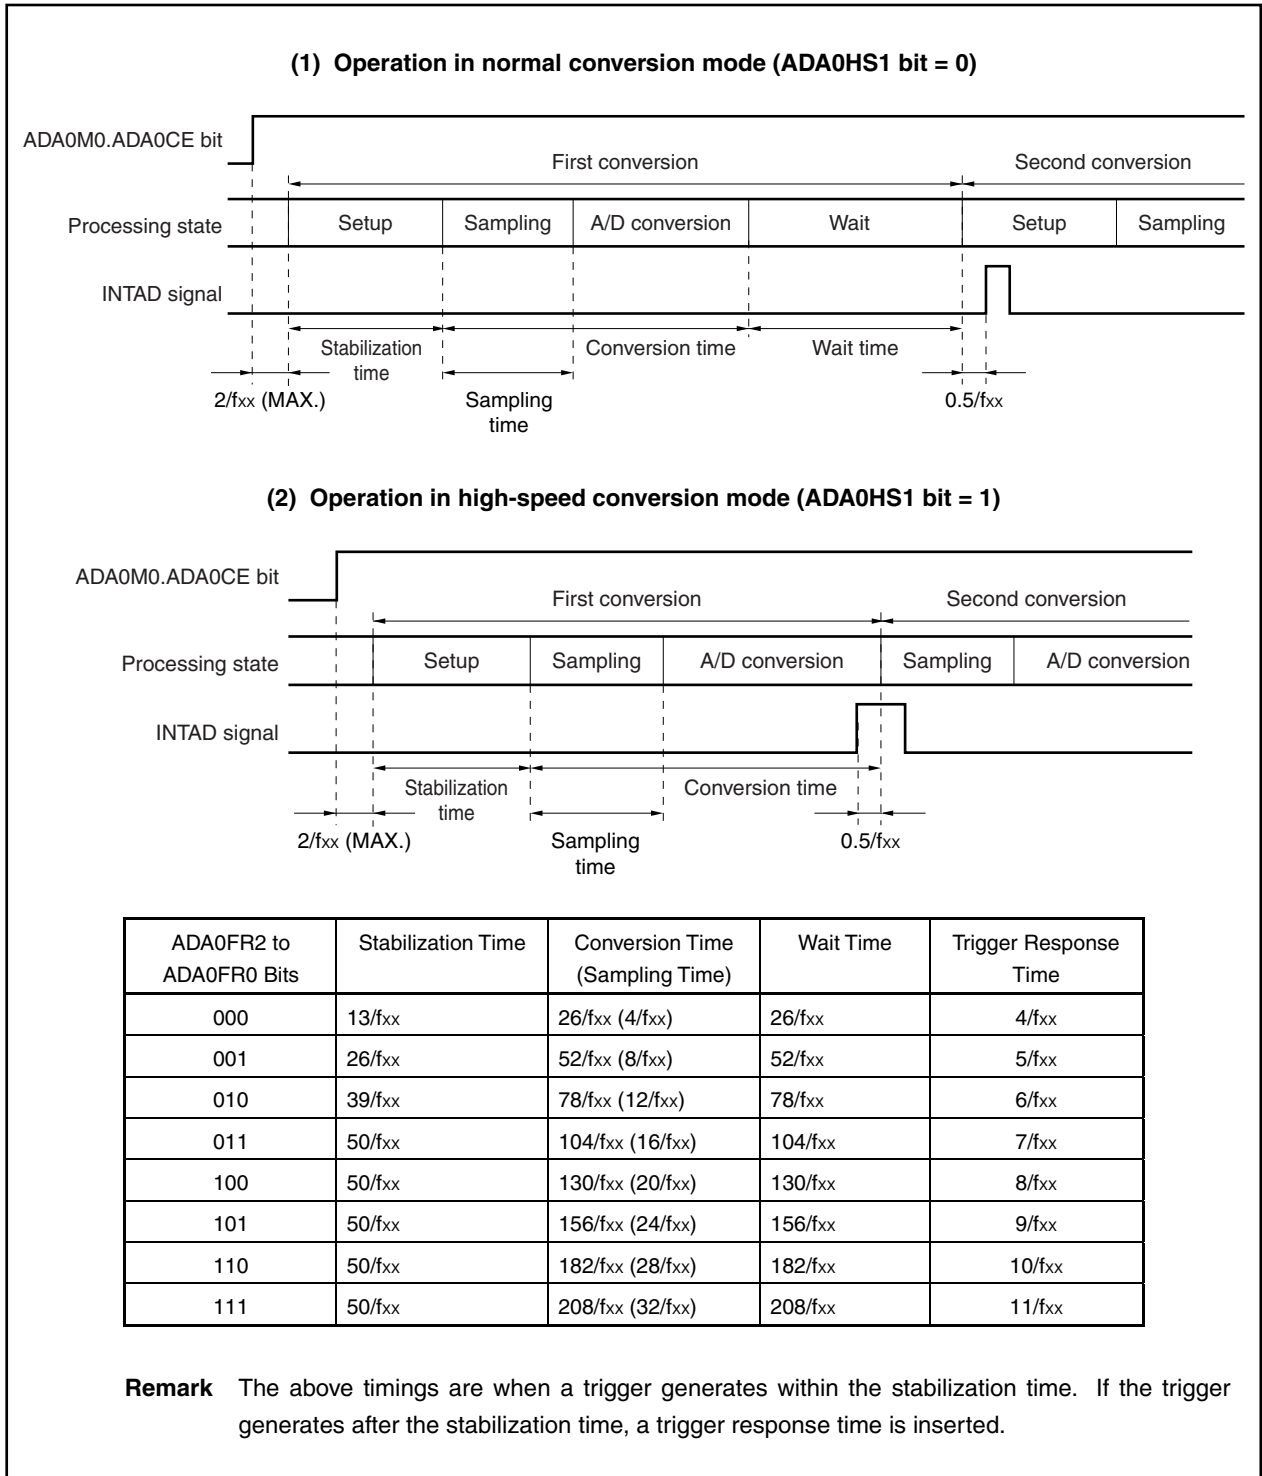 (1) Operation in normal conversion mode (ADA0HS1 bit = 0)
ADA0M0.ADA0CE bit
First conversion Second conversion
Processing state Setup Sampling A/D conversion Wait Setup Sampling
INTAD signal
Stabilization time Conversion time Wait time
2/fxx (MAX.) Sampling time 0.5/fxx
(2) Operation in high-speed conversion mode (ADA0HS1 bit = 1)
ADA0M0.ADA0CE bit
First conversion Second conversion
Processing state Setup Sampling A/D conversion Sampling A/D conversion
INTAD signal
Stabilization time Conversion time
2/fxx (MAX.) Sampling time 0.5/fxx
ADA0FR2 to ADA0FR0 Bits Stabilization Time Conversion Time (Sampling Time) Wait Time Trigger Response Time
000 13/fxx 26/fxx (4/fxx) 26/fxx 4/fxx
001 26/fxx 52/fxx (8/fxx) 52/fxx 5/fxx
010 39/fxx 78/fxx (12/fxx) 78/fxx 6/fxx
011 50/fxx 104/fxx (16/fxx) 104/fxx 7/fxx
100 50/fxx 130/fxx (20/fxx) 130/fxx 8/fxx
101 50/fxx 156/fxx (24/fxx) 156/fxx 9/fxx
110 50/fxx 182/fxx (28/fxx) 182/fxx 10/fxx
111 50/fxx 208/fxx (32/fxx) 208/fxx 11/fxx
Remark The above timings are when a trigger generates within the stabilization time. If the trigger
generates after the stabilization time, a trigger response time is inserted.